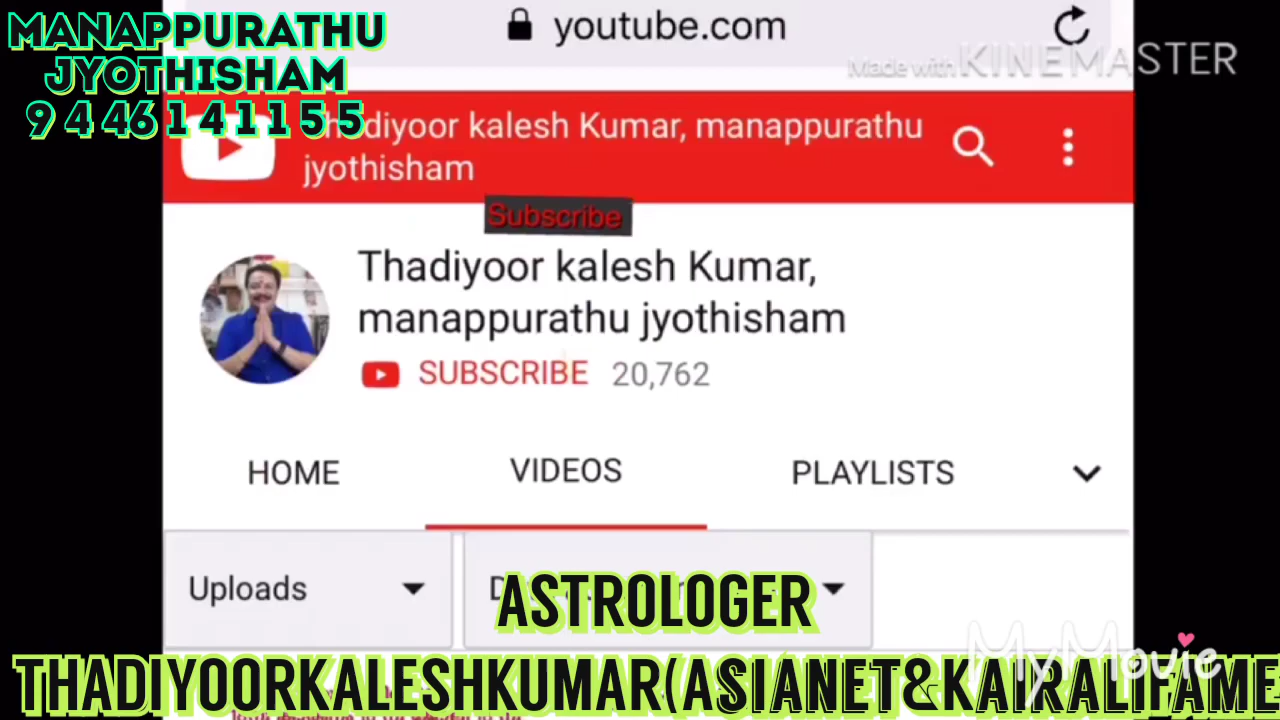 MANAPPURATHU
JYOTHISHAM
9 4 46 1 4 1 1 5 5
youtube.com
Made with KINEMASTER
Thadiyoor kalesh Kumar, manappurathu
jyothisham
Subscribe
Thadiyoor kalesh Kumar,
manappurathu jyothisham
SUBSCRIBE 20,762
HOME VIDEOS PLAYLISTS
Uploads
ASTROLOGER
My Movie
THADIYOORKALESHKUMAR(ASIANET&KAIRALIFAME